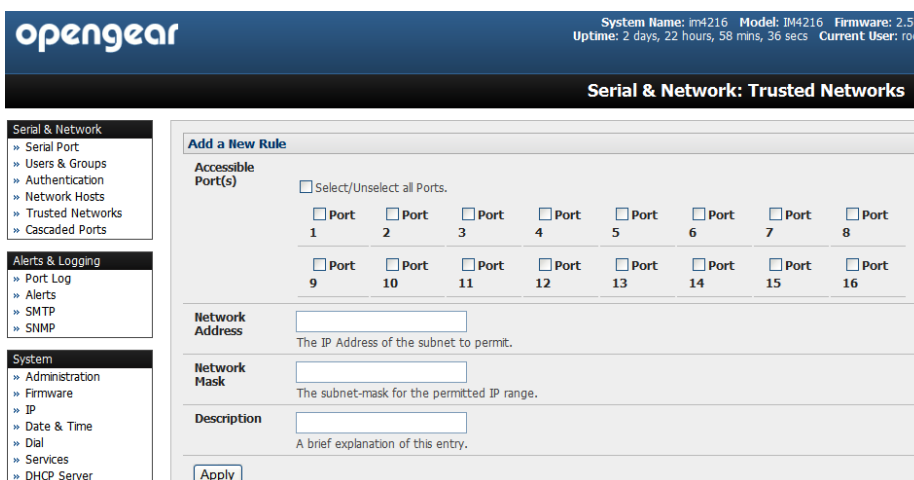 opengear
System Name: im4216 Model: IM4216 Firmware: 2.5
Uptime: 2 days, 22 hours, 58 mins, 36 secs Current User:
Serial & Network: Trusted Networks
Serial & Network
» Serial Port
» Users & Groups
» Authentication
» Network Hosts
» Trusted Networks
» Cascaded Ports
Alerts & Logging
» Port Log
» Alerts
» SMTP
» SNMP
System
» Administration
» Firmware
» IP
» Date & Time
» Dial
» Services
» DHCP Server
Add a New Rule
Accessible
Port(s)
Select/Unselect all Ports.
Port Port Port Port Port Port Port Port
1 2 3 4 5 6 7 8
Port Port Port Port Port Port Port Port
9 10 11 12 13 14 15 16
Network
Address
The IP Address of the subnet to permit.
Network
Mask
The subnet-mask for the permitted IP range.
Description
A brief explanation of this entry.
Apply